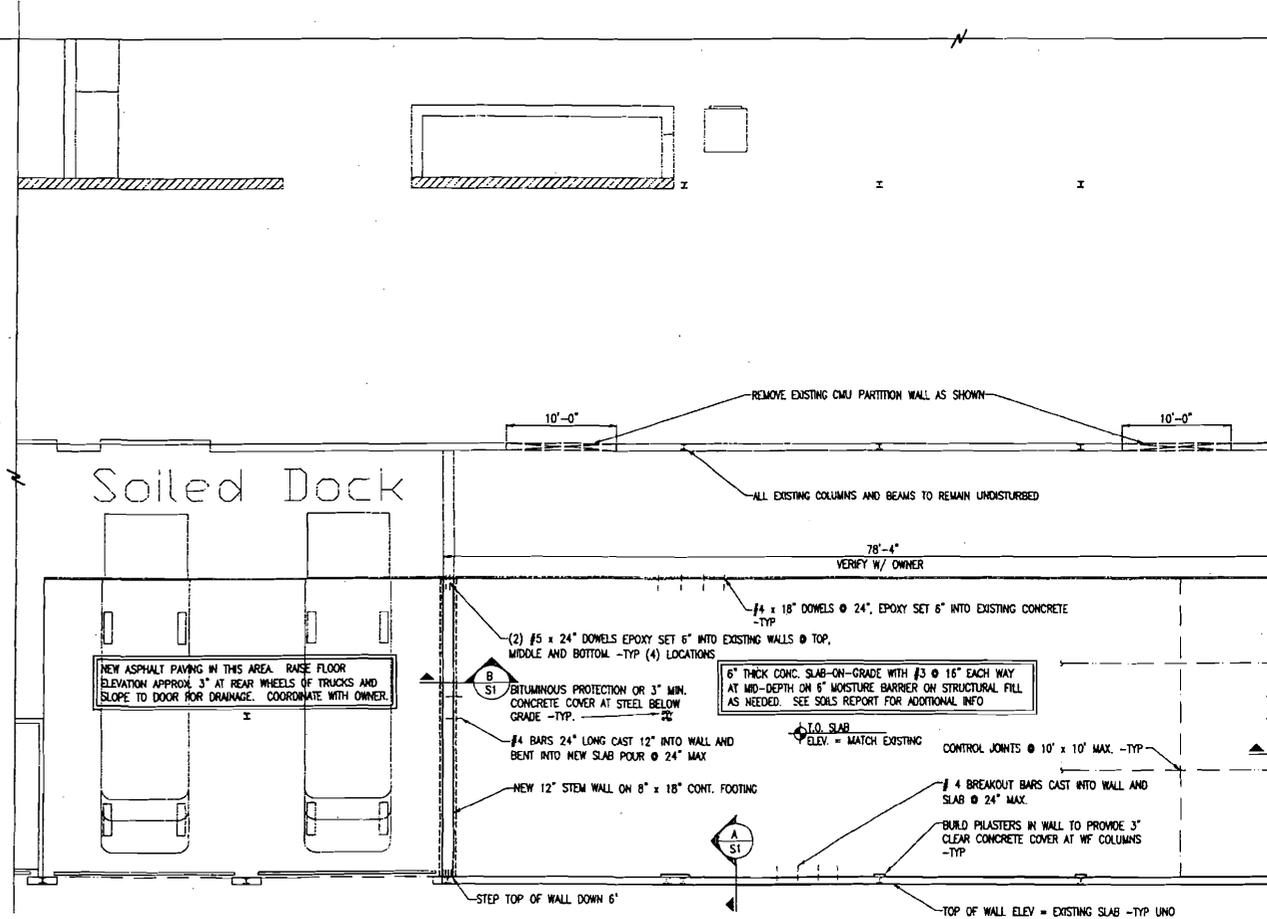 REMOVE EXISTING CMU PARTITION WALL AS SHOWN
10'-0"
10'-0"
Soiled Dock
ALL EXISTING COLUMNS AND BEAMS TO REMAIN UNDISTURBED
78'-4"
VERIFY W/ OWNER
#4 x 18" DOWELS @ 24", EPOXY SET 6" INTO EXISTING CONCRETE
-TYP
(2) #5 x 24" DOWELS EPOXY SET 6" INTO EXISTING WALLS @ TOP,
MIDDLE AND BOTTOM. -TYP (4) LOCATIONS
NEW ASPHALT PAVING IN THIS AREA. RAISE FLOOR
ELEVATION APPROX. 3" AT REAR WHEELS OF TRUCKS AND
SLOPE TO DOOR FOR DRAINAGE. COORDINATE WITH OWNER.
B
S1
BITUMINOUS PROTECTION OR 3" MIN.
CONCRETE COVER AT STEEL BELOW
GRADE -TYP.
6" THICK CONC. SLAB-ON-GRADE WITH #3 @ 16" EACH WAY
AT MID-DEPTH ON 6" MOISTURE BARRIER ON STRUCTURAL FILL
AS NEEDED. SEE SOILS REPORT FOR ADDITIONAL INFO
T.O. SLAB
ELEV. = MATCH EXISTING
#4 BARS 24" LONG CAST 12" INTO WALL AND
BENT INTO NEW SLAB POUR @ 24" MAX
CONTROL JOINTS @ 10' x 10' MAX. -TYP
NEW 12" STEM WALL ON 8" x 18" CONT. FOOTING
# 4 BREAKOUT BARS CAST INTO WALL AND
SLAB @ 24" MAX.
A
S1
BUILD PILASTERS IN WALL TO PROVIDE 3"
CLEAR CONCRETE COVER AT WF COLUMNS
-TYP
STEP TOP OF WALL DOWN 6'
TOP OF WALL ELEV = EXISTING SLAB -TYP UNO